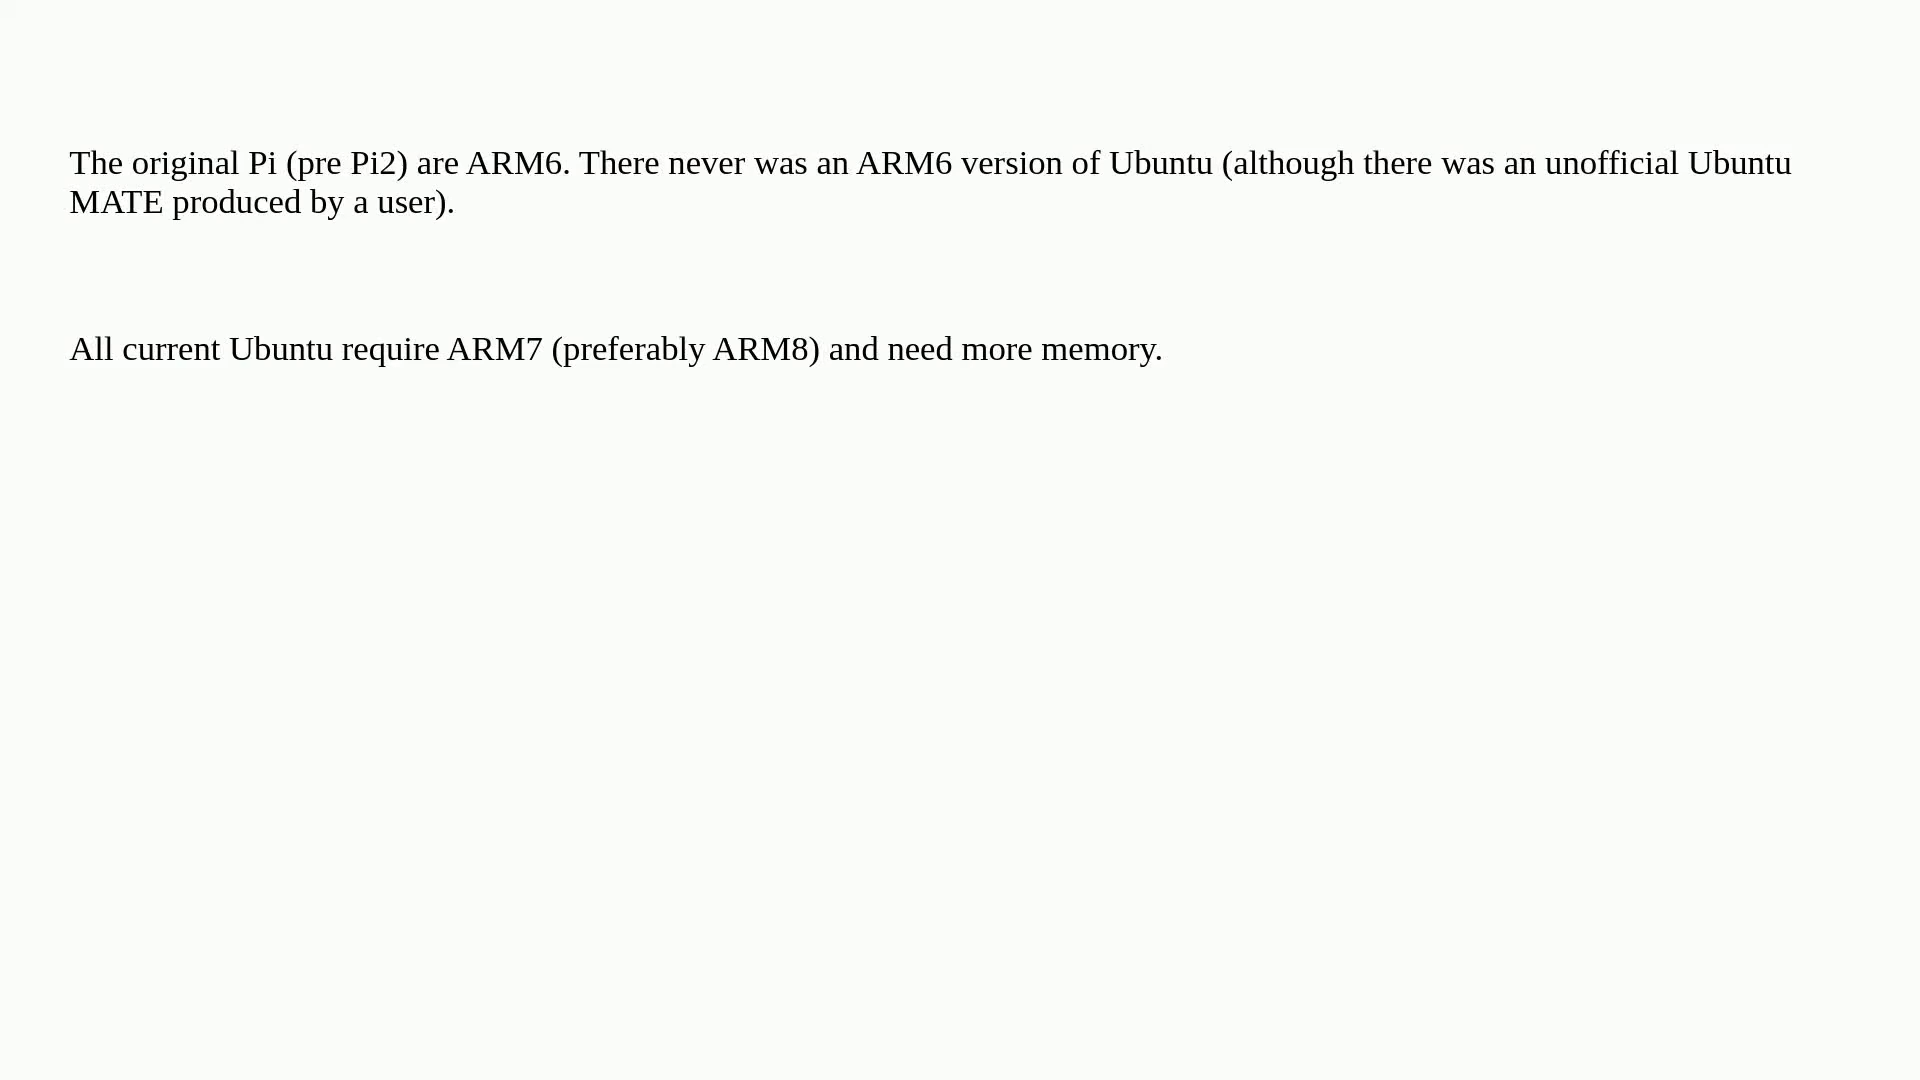 The original Pi (pre Pi2) are ARM6. There never was an ARM6 version of Ubuntu (although there was an unofficial Ubuntu
MATE produced by a user).
All current Ubuntu require ARM7 (preferably ARM8) and need more memory.